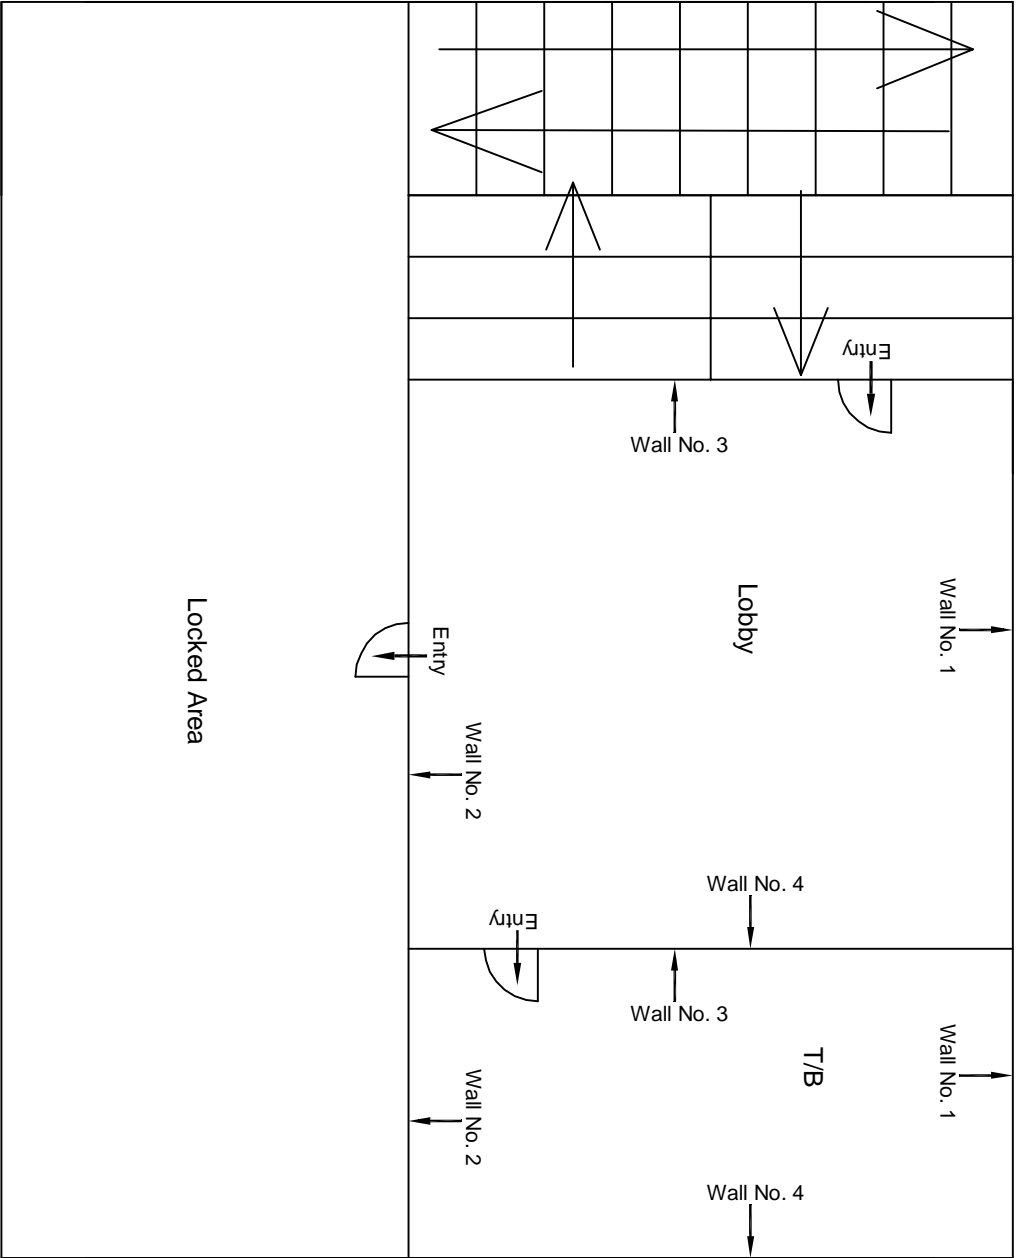 Entry
Wall No. 3
Lobby
Wall No. 1
Entry
Locked Area
Wall No. 2
Wall No. 4
Entry
Wall No. 3
T/B
Wall No. 1
Wall No. 2
Wall No. 4